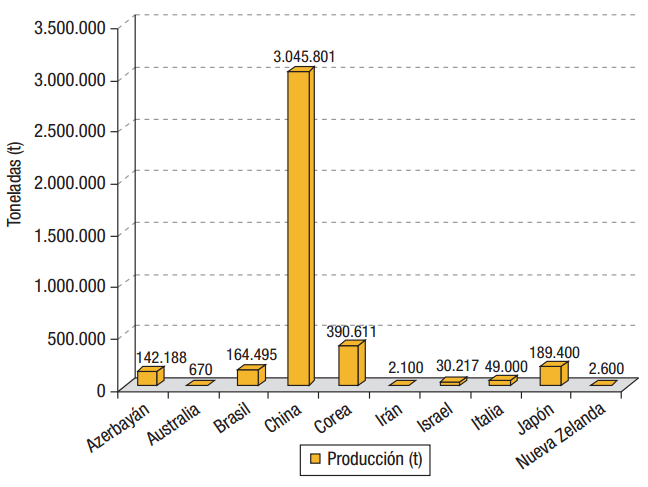 Toneladas (t)
3.500.000
3.000.000
2.500.000
2.000.000
1.500.000
1.000.000
500.000
0
142.188
670
164.495
3.045.801
390.611
2.100
30.217
49.000
189.400
2.600
Azerbayán
Australia
Brasil
China
Corea
Irán
Israel
Italia
Japón
Nueva Zelanda
Producción (t)